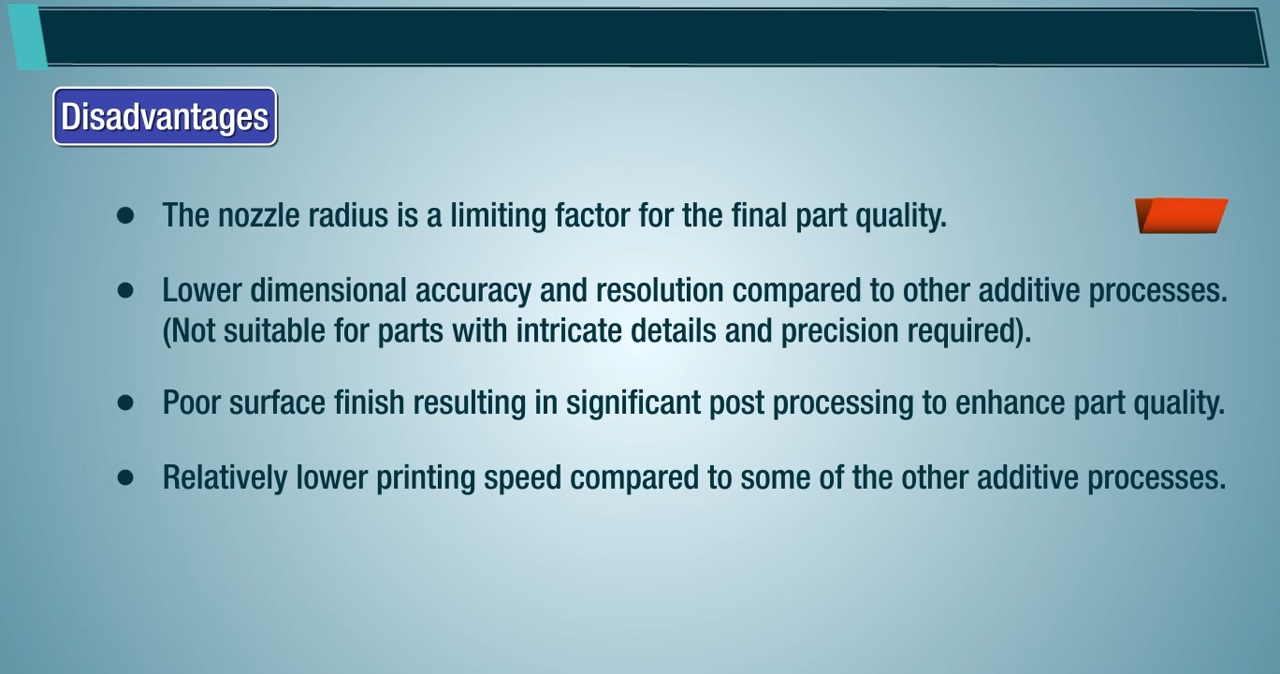 Disadvantages
● The nozzle radius is a limiting factor for the final part quality.
● Lower dimensional accuracy and resolution compared to other additive processes.
(Not suitable for parts with intricate details and precision required).
● Poor surface finish resulting in significant post processing to enhance part quality.
● Relatively lower printing speed compared to some of the other additive processes.